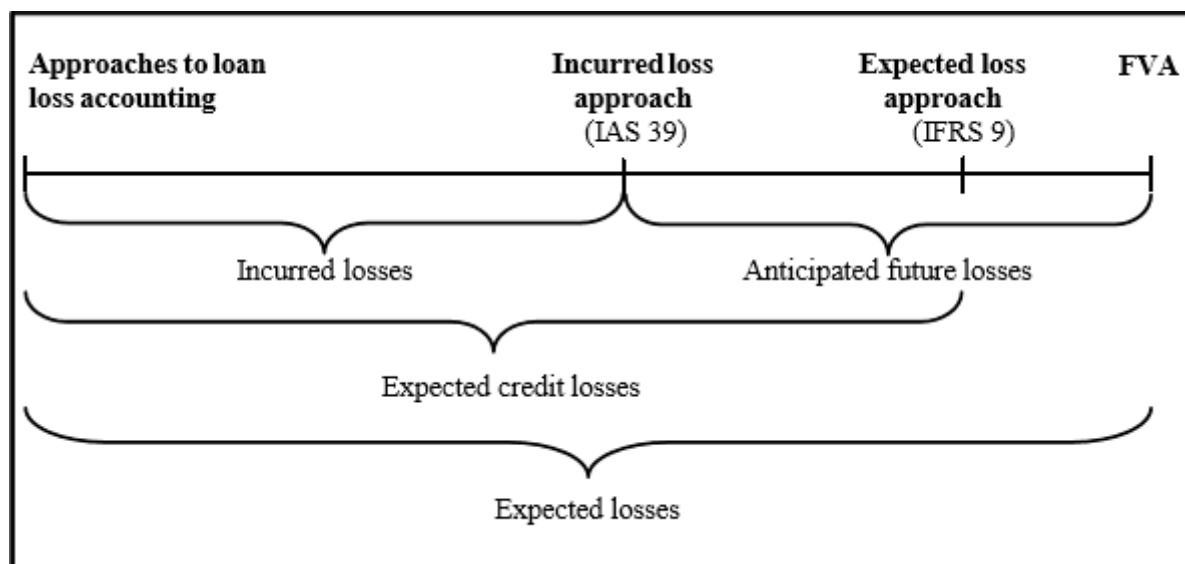 Approaches to loan
loss accounting
Incurred loss
approach
(IAS 39)
Expected loss
approach
(IFRS 9)
FVA
Incurred losses
Anticipated future losses
Expected credit losses
Expected losses